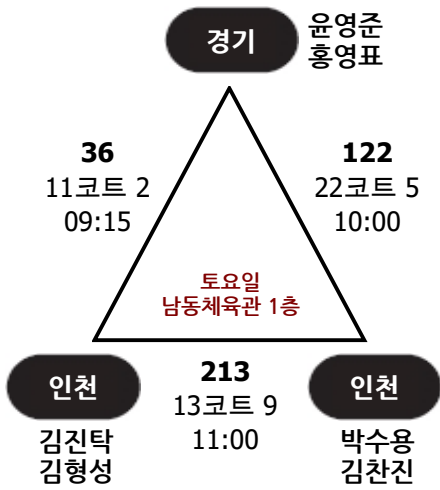 경기
윤영준
홍영표
36
11코트 2
09:15
122
22코트 5
10:00
토요일
남동체육관 1층
인천
김진탁
김형성
213
13코트 9
11:00
인천
박수용
김찬진